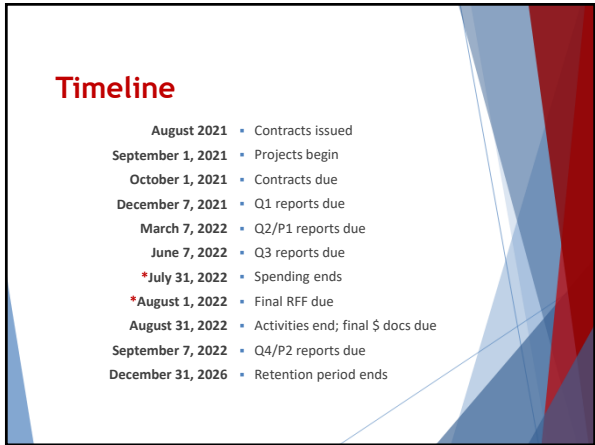 Timeline
August 2021 ▪ Contracts issued
September 1, 2021 ▪ Projects begin
October 1, 2021 ▪ Contracts due
December 7, 2021 ▪ Q1 reports due
March 7, 2022 ▪ Q2/P1 reports due
June 7, 2022 ▪ Q3 reports due
*July 31, 2022 ▪ Spending ends
*August 1, 2022 ▪ Final RFF due
August 31, 2022 ▪ Activities end; final $ docs due
September 7, 2022 ▪ Q4/P2 reports due
December 31, 2026 ▪ Retention period ends